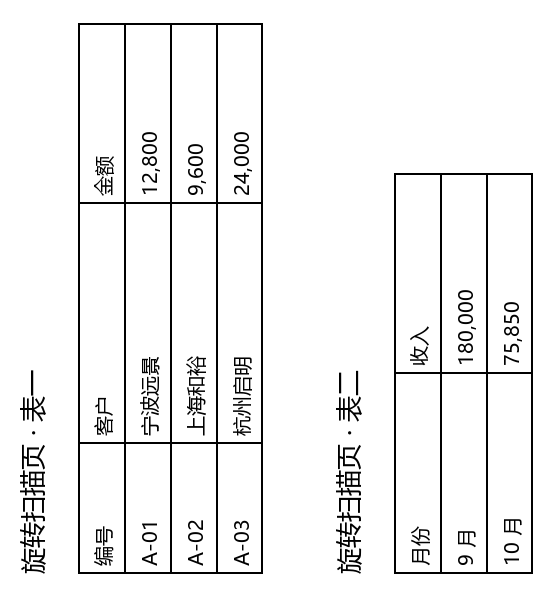 旋转扫描页 · 表一
编号 客户 金额
A-01 宁波远景 12,800
A-02 上海和裕 9,600
A-03 杭州启明 24,000
旋转扫描页 · 表二
月份 收入
9 月 180,000
10 月 75,850